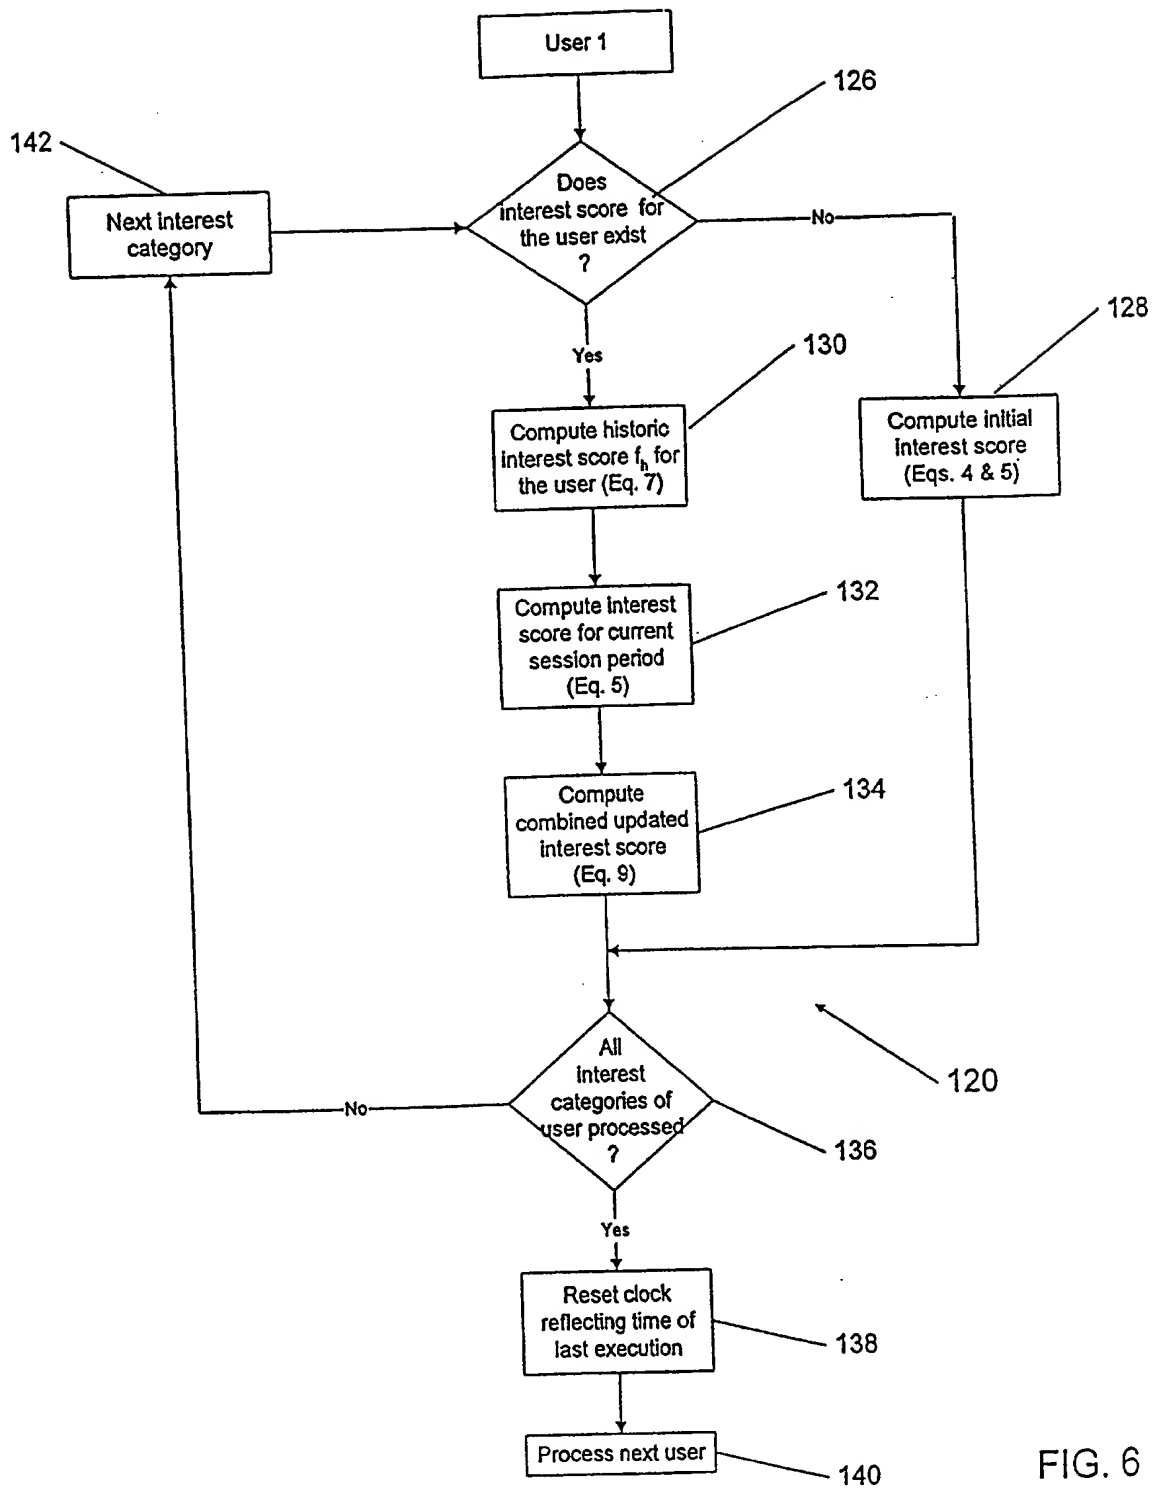 User 1
126
142
Does
interest score for
the user exist
?
No
Next interest
category
128
Yes
130
Compute historic
interest score fh for
the user (Eq. 7)
Compute initial
interest score
(Eqs. 4 & 5)
132
Compute interest
score for current
session period
(Eq. 5)
134
Compute
combined updated
interest score
(Eq. 9)
120
All
interest
categories of
user processed
?
No
136
Yes
Reset clock
reflecting time of
last execution
138
Process next user
140
FIG. 6